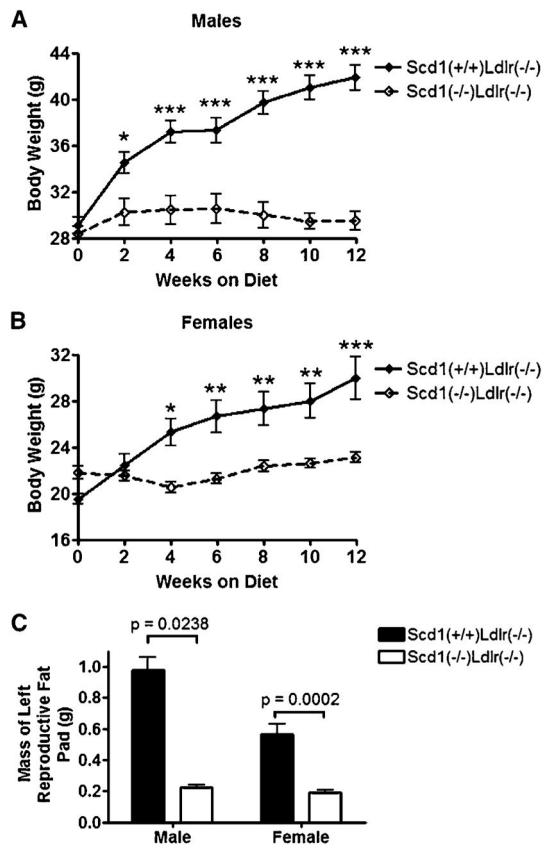 A
Males
Body Weight (g)
44
40
36
32
28
*
***
***
***
***
***
Scd1(+/+)Ldlr(-/-)
Scd1(-/-)Ldlr(-/-)
0 2 4 6 8 10 12
Weeks on Diet
B
Females
Body Weight (g)
32
28
24
20
16
*
**
**
**
***
Scd1(+/+)Ldlr(-/-)
Scd1(-/-)Ldlr(-/-)
0 2 4 6 8 10 12
Weeks on Diet
C
Mass of Left
Reproductive Fat
Pad (g)
1.0
0.8
0.6
0.4
0.2
0.0
p = 0.0238
p = 0.0002
Scd1(+/+)Ldlr(-/-)
Scd1(-/-)Ldlr(-/-)
Male Female